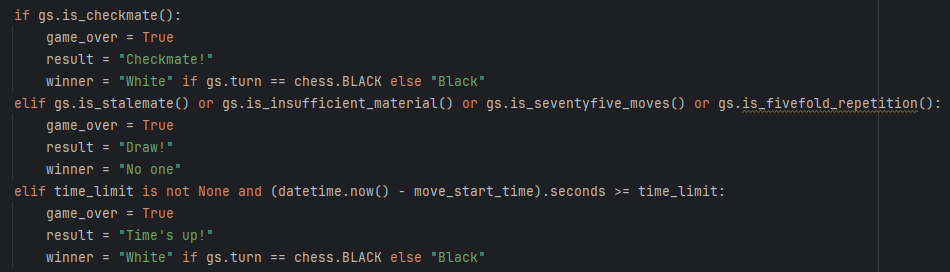 if gs.is_checkmate():
    game_over = True
    result = "Checkmate!"
    winner = "White" if gs.turn == chess.BLACK else "Black"
elif gs.is_stalemate() or gs.is_insufficient_material() or gs.is_seventyfive_moves() or gs.is_fivefold_repetition():
    game_over = True
    result = "Draw!"
    winner = "No one"
elif time_limit is not None and (datetime.now() - move_start_time).seconds >= time_limit:
    game_over = True
    result = "Time's up!"
    winner = "White" if gs.turn == chess.BLACK else "Black"